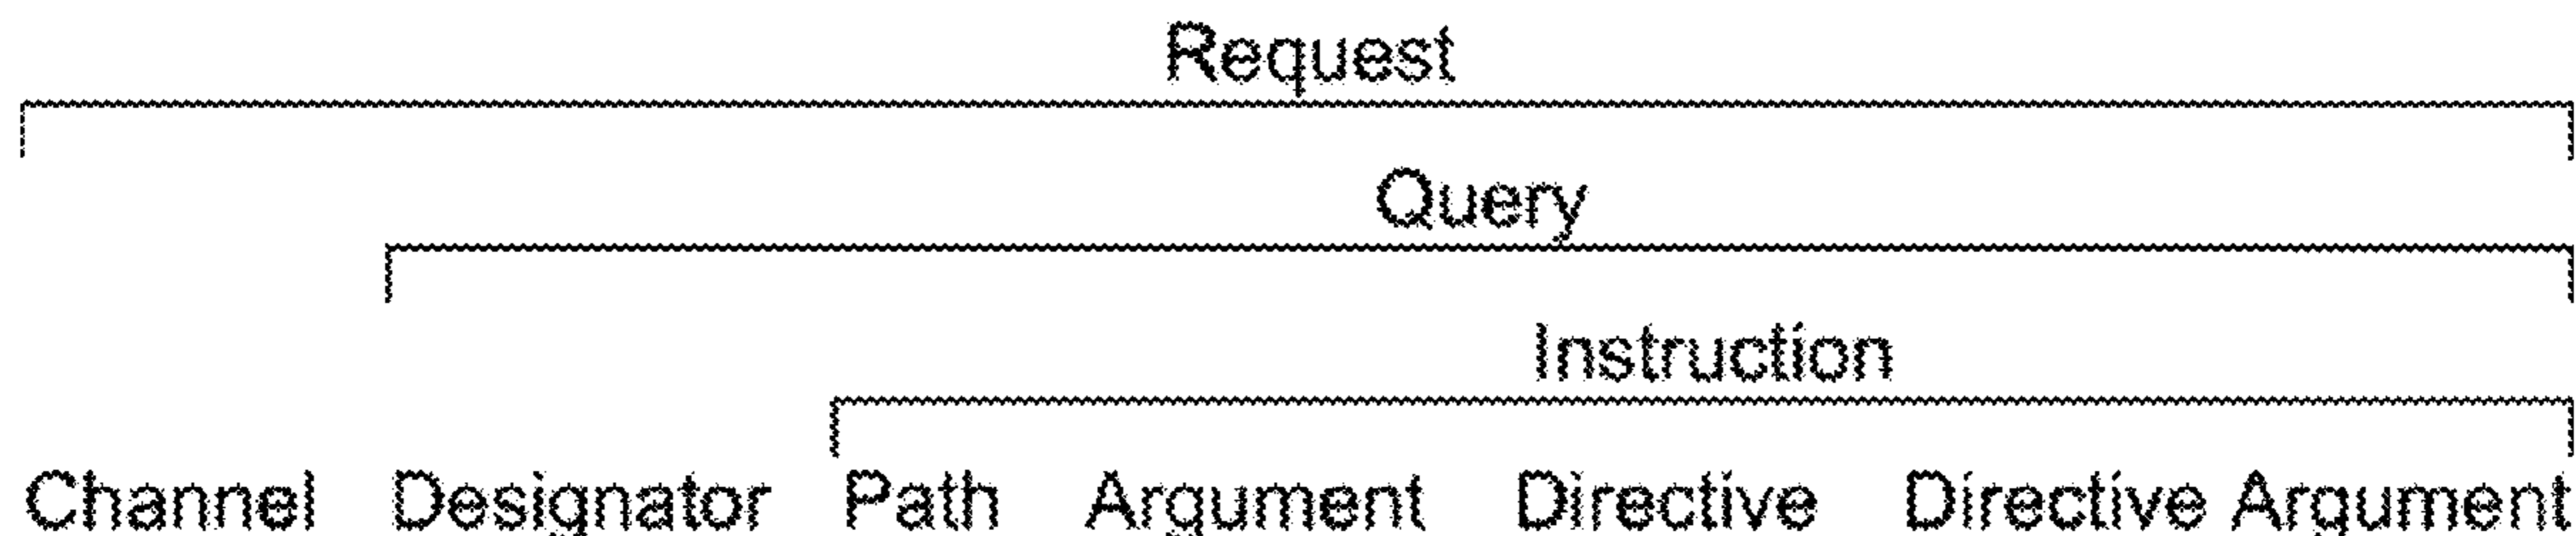 Request
Query
Instruction
Channel Designator Path Argument Directive Directive Argument